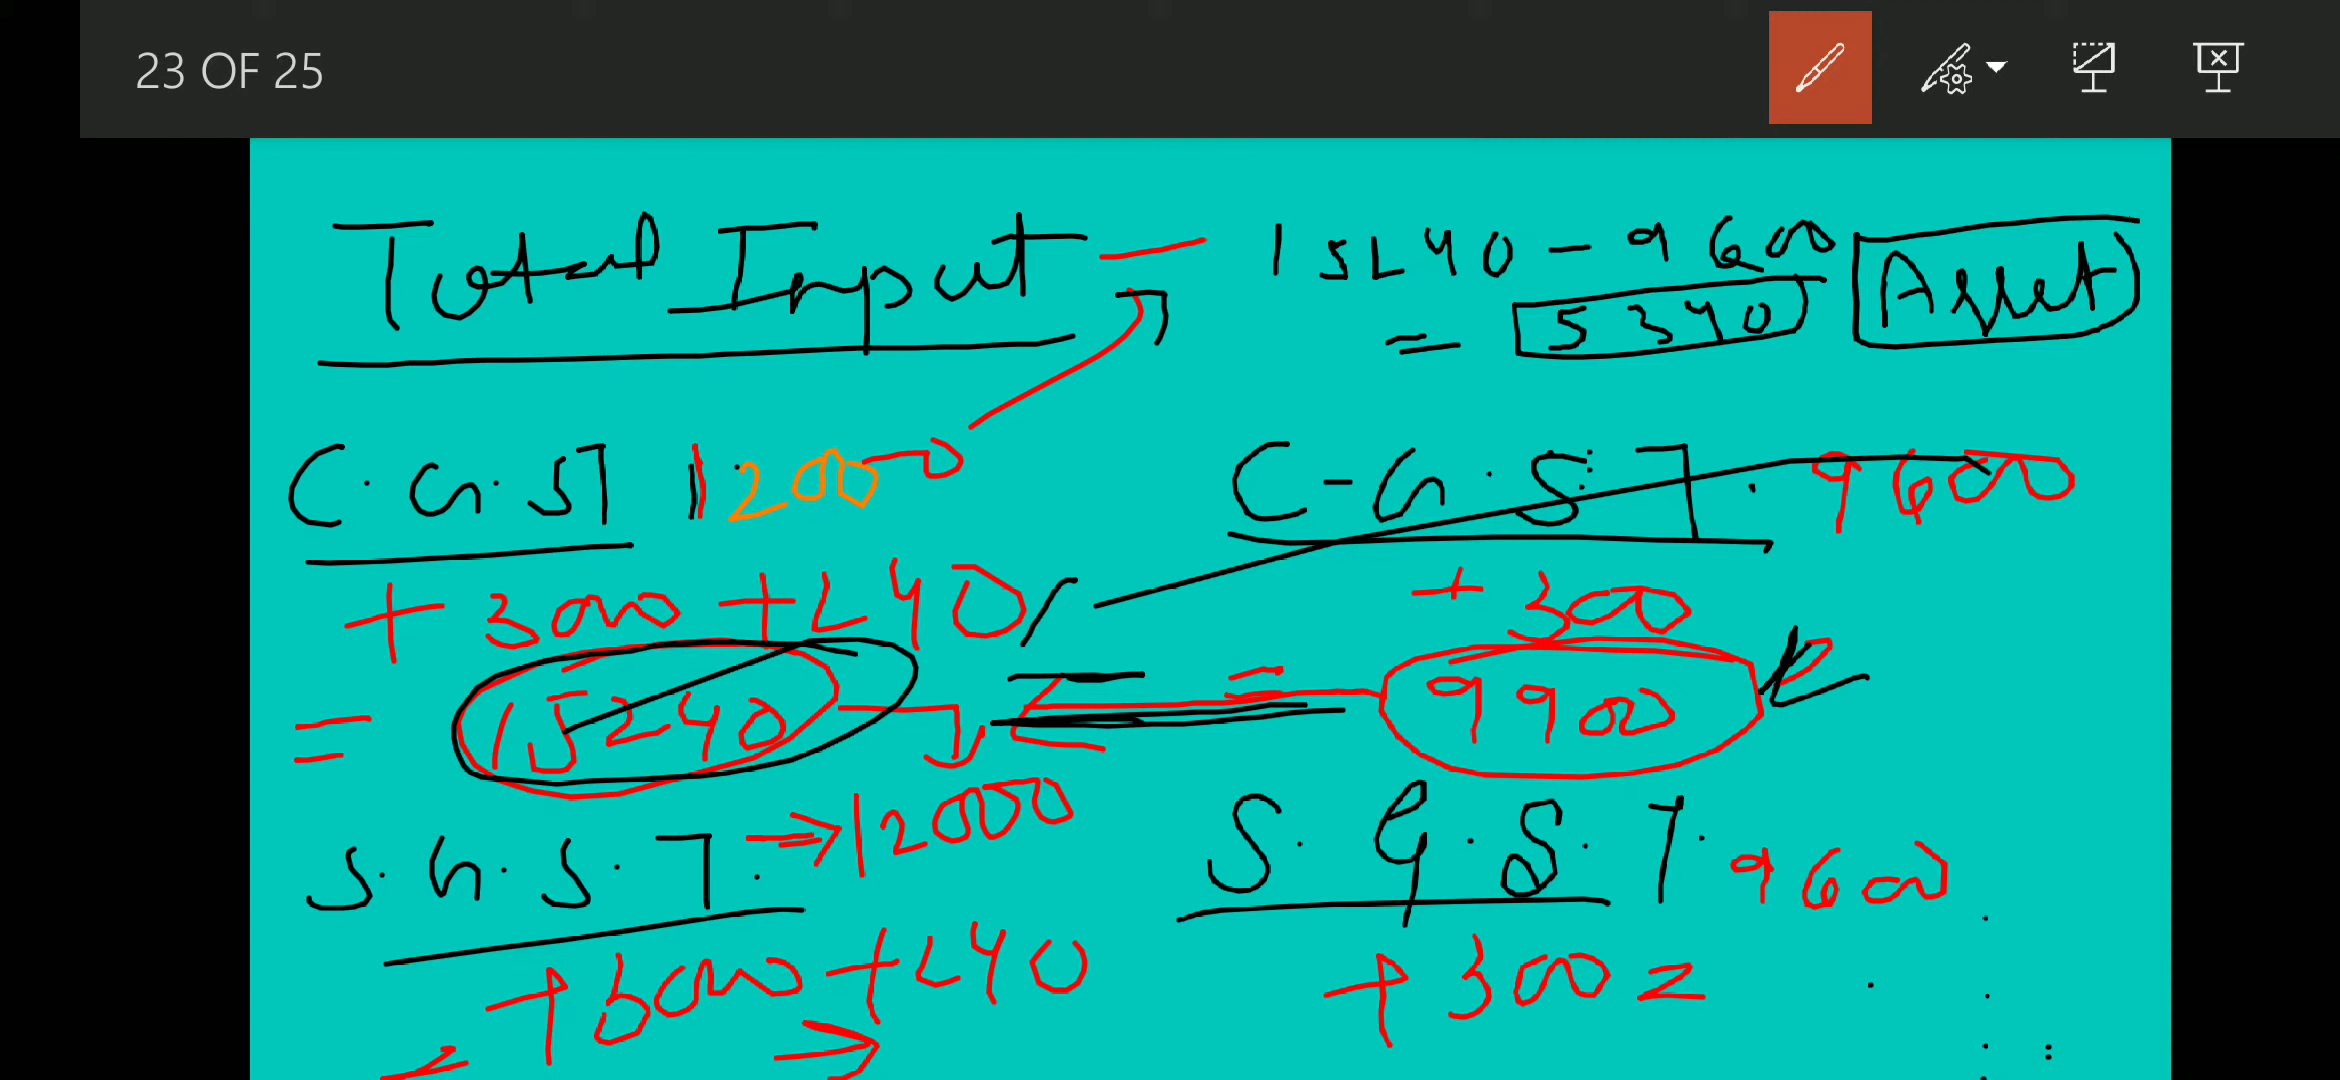 23 OF 25
Total Input - 15240 - 9600 Asset
= 5340
C.G.ST 12000 C-G.S.T. 9600
+ 3000 + 240 + 300
= 15240 = 9900
S.G.S.T. → 12000 S.G.S.T. 9600
+ 3000 + 240 + 300 =